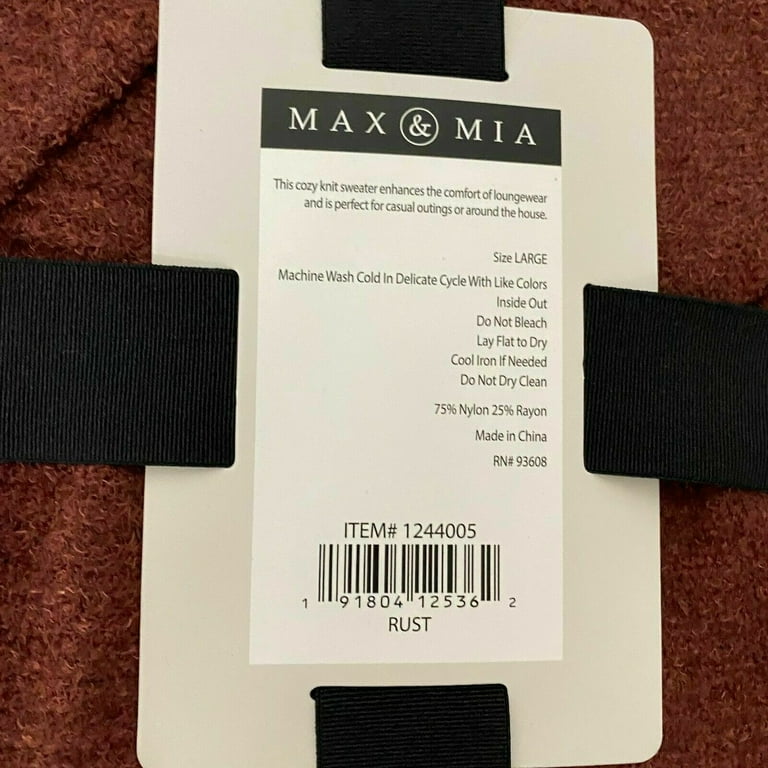 MAX & MIA
This cozy knit sweater enhances the comfort of loungewear
and is perfect for casual outings or around the house.
Size LARGE
Machine Wash Cold In Delicate Cycle With Like Colors
Inside Out
Do Not Bleach
Lay Flat to Dry
Cool Iron If Needed
Do Not Dry Clean
75% Nylon 25% Rayon
Made in China
RN# 93608
ITEM# 1244005
1 91804 12536 2
RUST